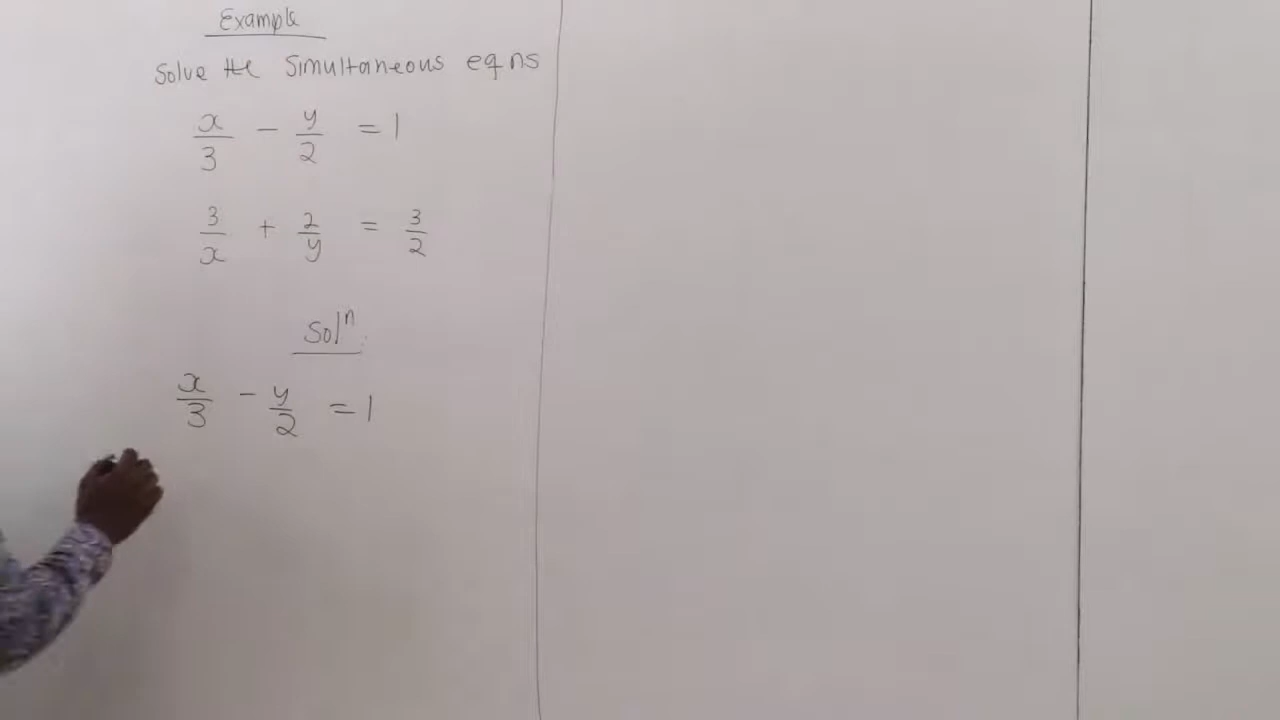 Example
Solve the Simultaneous eqns
x/3 - y/2 = 1
3/x + 2/y = 3/2
Solⁿ
x/3 - y/2 = 1